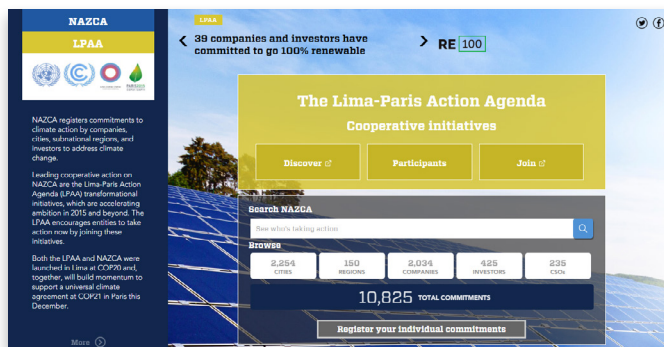 NAZCA
LPAA
NAZCA registers commitments to
climate action by companies,
cities, subnational regions, and
investors to address climate
change.
Leading cooperative action on
NAZCA are the Lima-Paris Action
Agenda (LPAA) transformational
initiatives, which are accelerating
ambition in 2015 and beyond. The
LPAA encourages entities to take
action now by joining these
initiatives.
Both the LPAA and NAZCA were
launched in Lima at COP20 and,
together, will build momentum to
support a universal climate
agreement at COP21 in Paris this
December.
More
LPAA
39 companies and investors have
committed to go 100% renewable
RE 100
The Lima-Paris Action Agenda
Cooperative initiatives
Discover
Participants
Join
Search NAZCA
See who's taking action
Browse
2,254
CITIES
150
REGIONS
2,034
COMPANIES
425
INVESTORS
235
CSOs
10,825 TOTAL COMMITMENTS
Register your individual commitments